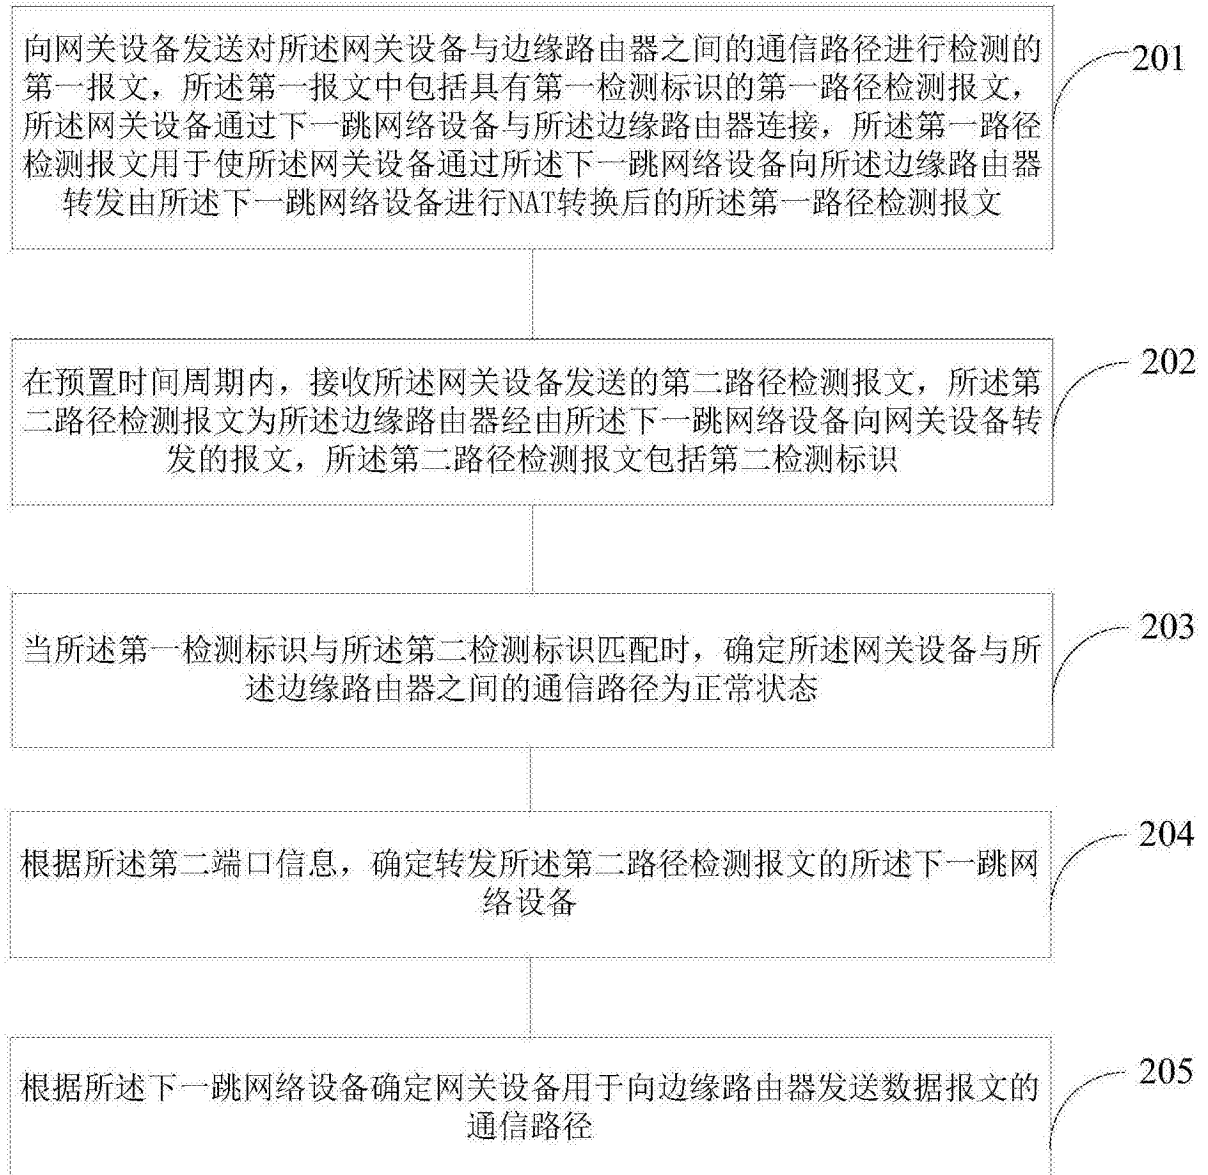 向网关设备发送对所述网关设备与边缘路由器之间的通信路径进行检测的
第一报文，所述第一报文中包括具有第一检测标识的第一路径检测报文，
所述网关设备通过下一跳网络设备与所述边缘路由器连接，所述第一路径
检测报文用于使所述网关设备通过所述下一跳网络设备向所述边缘路由器
转发由所述下一跳网络设备进行NAT转换后的所述第一路径检测报文
201
在预置时间周期内，接收所述网关设备发送的第二路径检测报文，所述第
二路径检测报文为所述边缘路由器经由所述下一跳网络设备向网关设备转
发的报文，所述第二路径检测报文包括第二检测标识
202
当所述第一检测标识与所述第二检测标识匹配时，确定所述网关设备与所
述边缘路由器之间的通信路径为正常状态
203
根据所述第二端口信息，确定转发所述第二路径检测报文的所述下一跳网
络设备
204
根据所述下一跳网络设备确定网关设备用于向边缘路由器发送数据报文的
通信路径
205